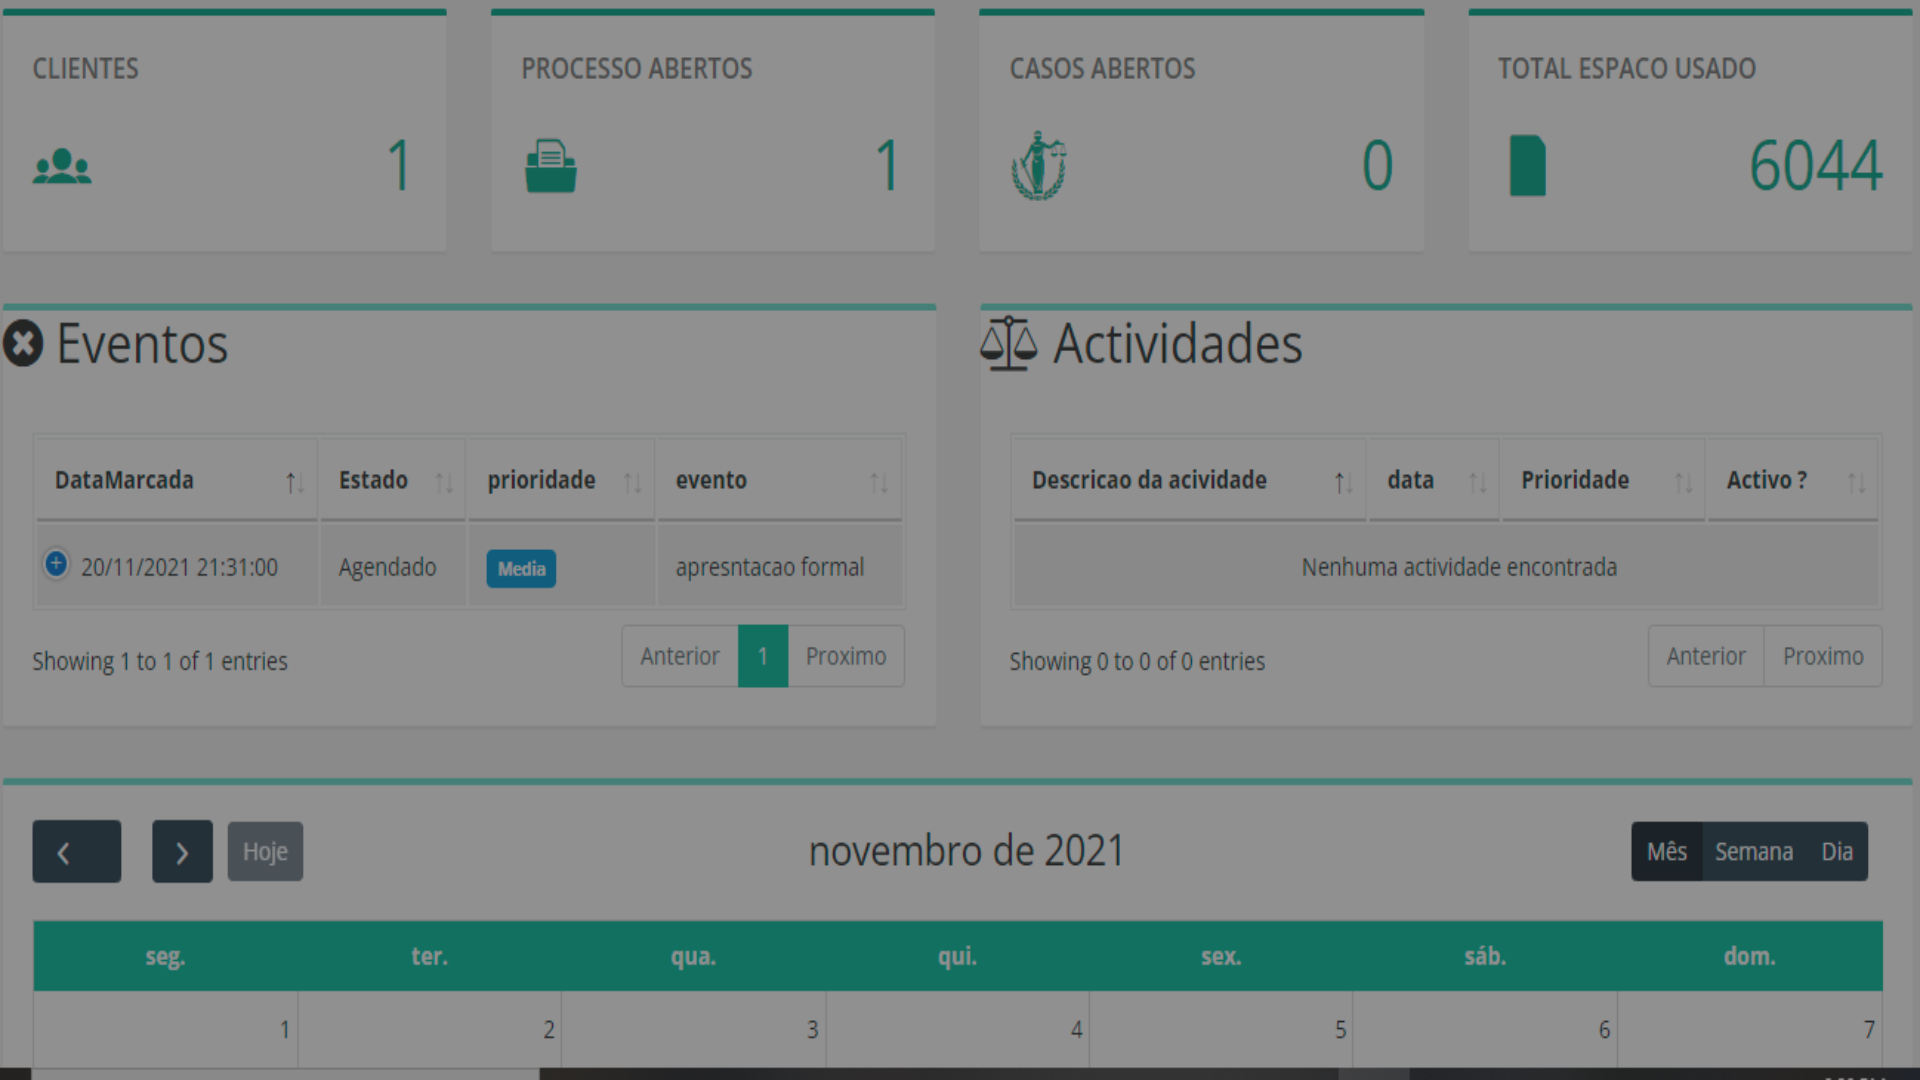 CLIENTES
1
PROCESSO ABERTOS
1
CASOS ABERTOS
0
TOTAL ESPACO USADO
6044
Eventos
DataMarcada Estado prioridade evento
20/11/2021 21:31:00 Agendado Media apresntacao formal
Showing 1 to 1 of 1 entries
Anterior 1 Proximo
Actividades
Descricao da acividade data Prioridade Activo ?
Nenhuma actividade encontrada
Showing 0 to 0 of 0 entries
Anterior Proximo
Hoje novembro de 2021 Mês Semana Dia
seg. ter. qua. qui. sex. sáb. dom.
1 2 3 4 5 6 7